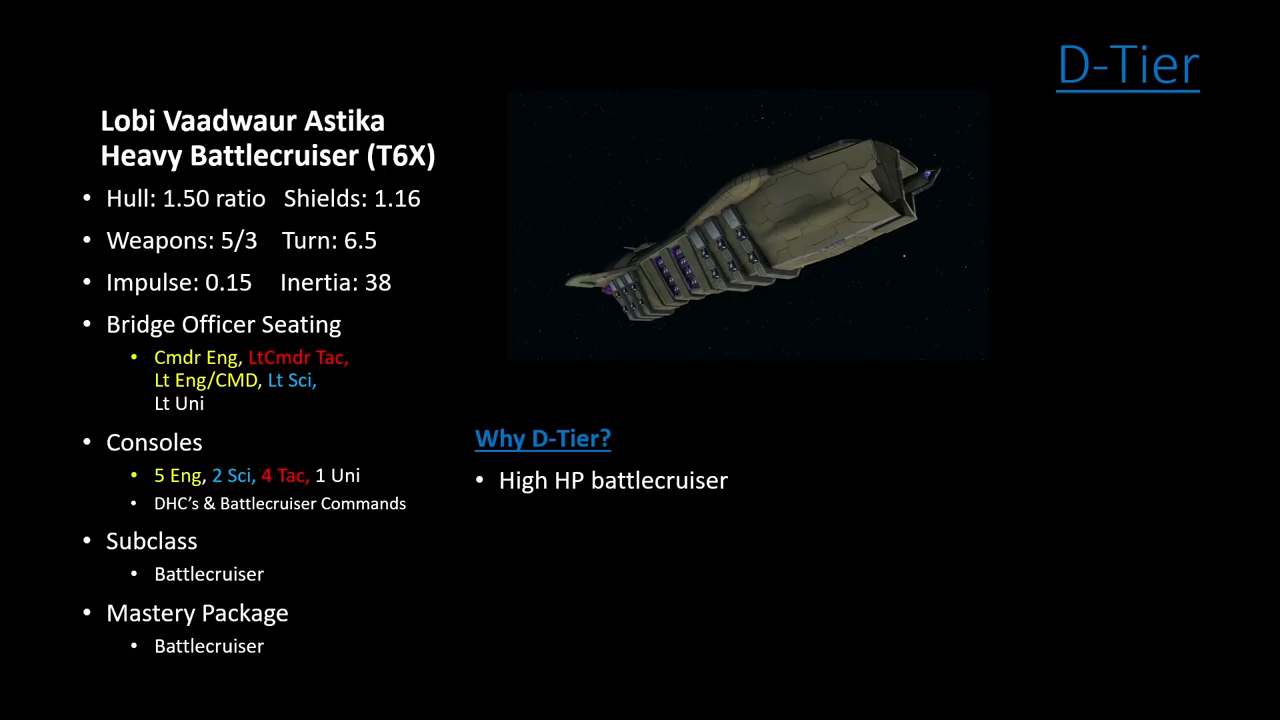 D-Tier
Lobi Vaadwaur Astika
Heavy Battlecruiser (T6X)
• Hull: 1.50 ratio Shields: 1.16
• Weapons: 5/3 Turn: 6.5
• Impulse: 0.15 Inertia: 38
• Bridge Officer Seating
• Cmdr Eng, LtCmdr Tac,
Lt Eng/CMD, Lt Sci,
Lt Uni
• Consoles
• 5 Eng, 2 Sci, 4 Tac, 1 Uni
• DHC's & Battlecruiser Commands
• Subclass
• Battlecruiser
• Mastery Package
• Battlecruiser
Why D-Tier?
• High HP battlecruiser